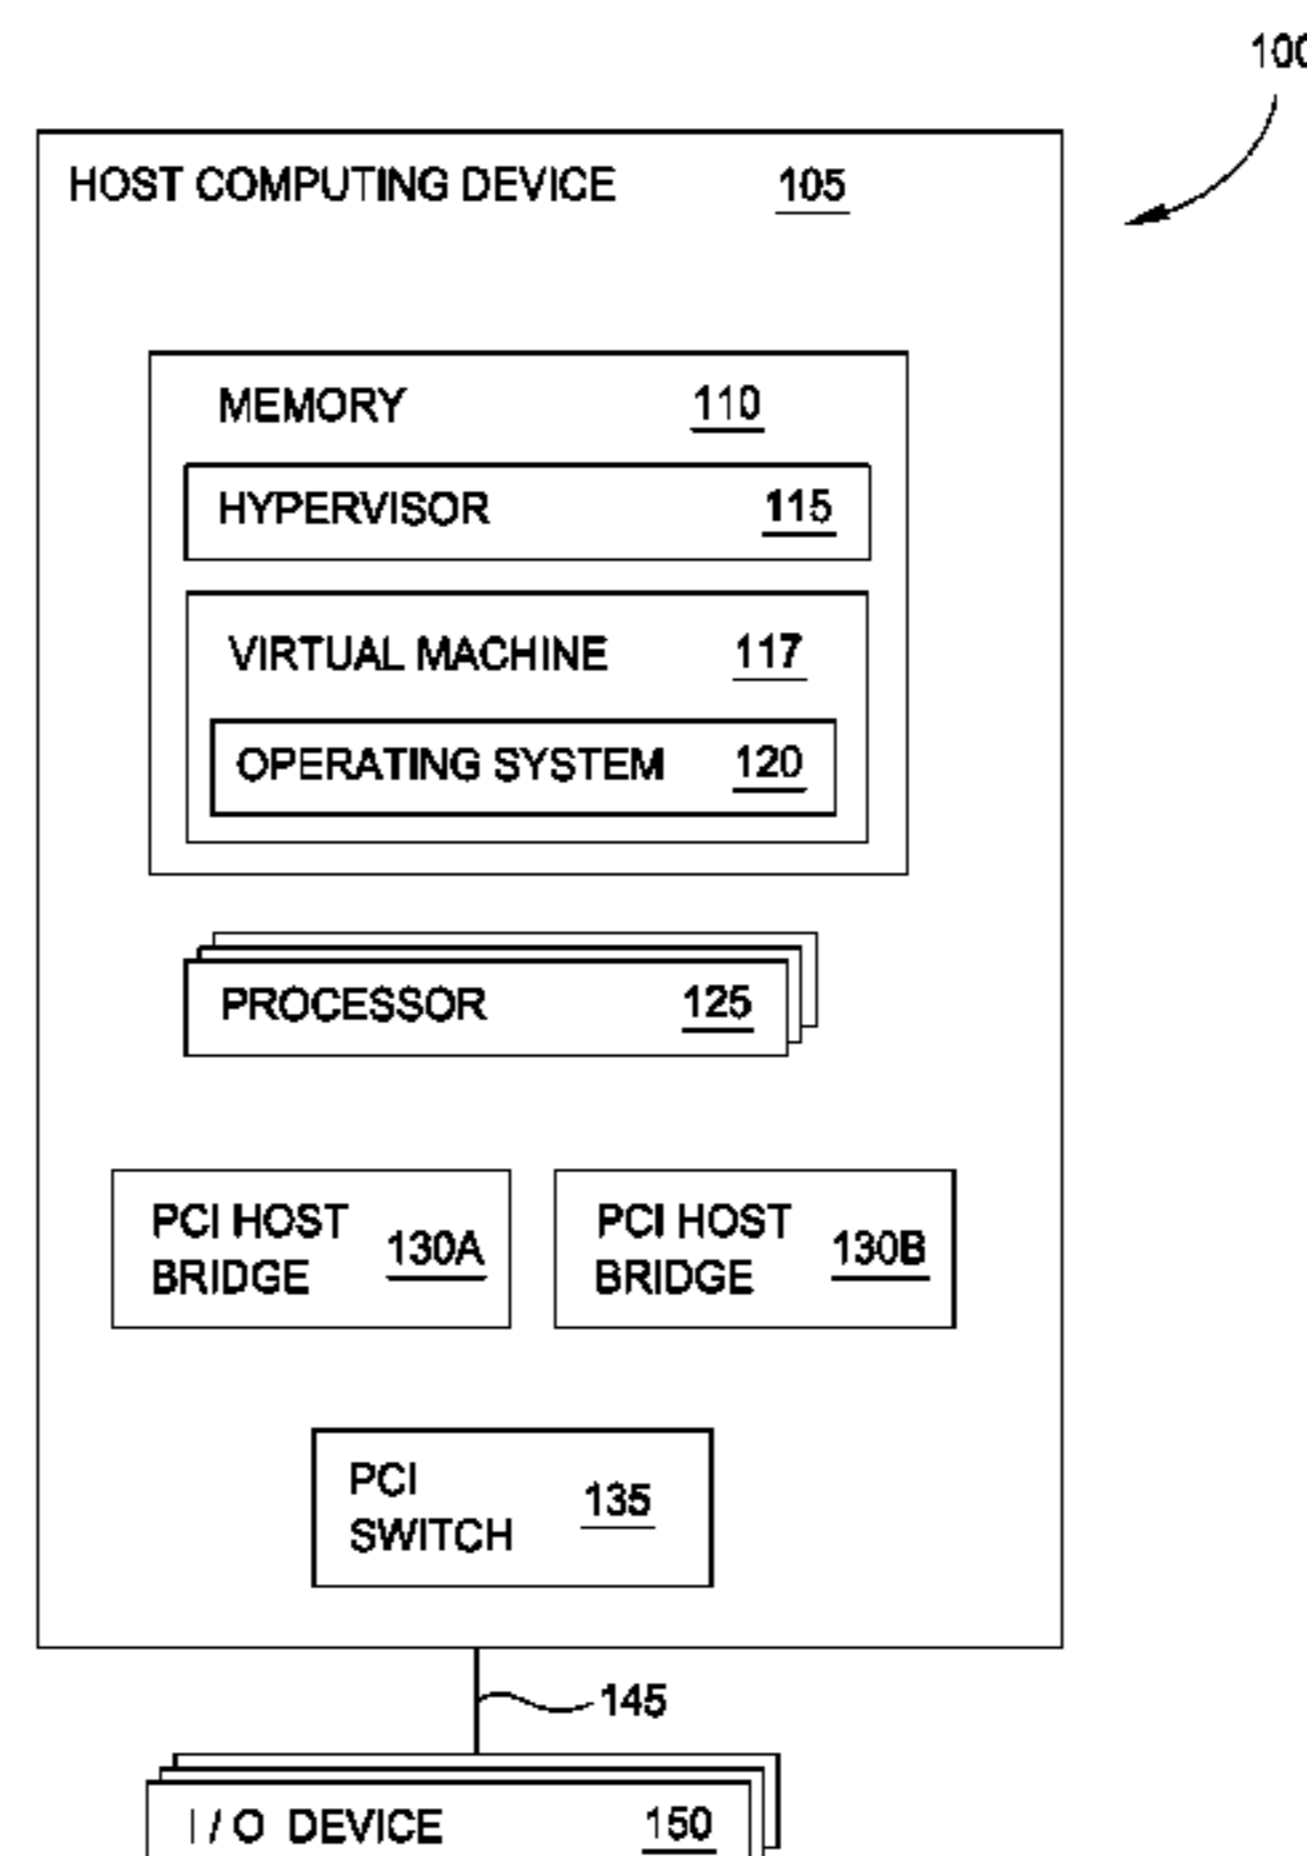 100
HOST COMPUTING DEVICE 105
MEMORY 110
HYPERVISOR 115
VIRTUAL MACHINE 117
OPERATING SYSTEM 120
PROCESSOR 125
PCI HOST
BRIDGE 130A
PCI HOST
BRIDGE 130B
PCI
SWITCH 135
145
I / O DEVICE 150